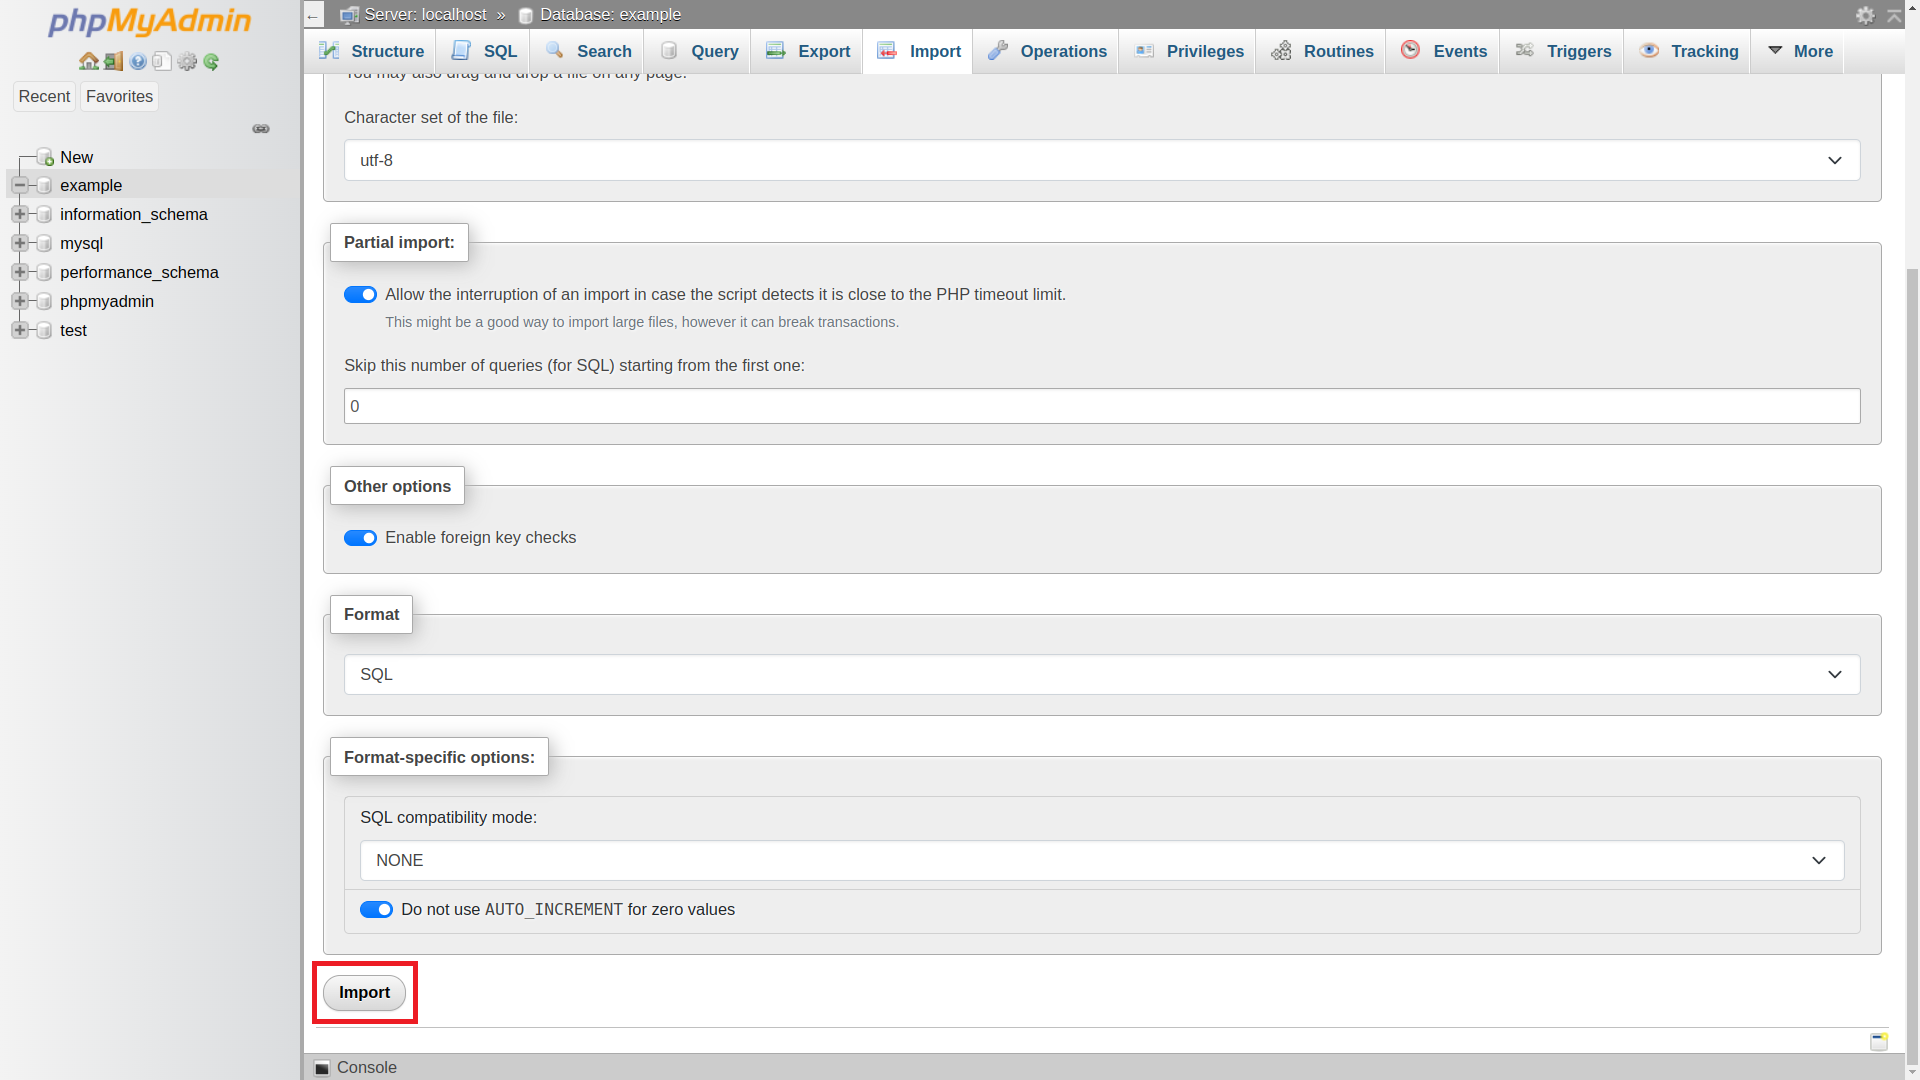 phpMyAdmin
Recent
Favorites
New
example
information_schema
mysql
performance_schema
phpmyadmin
test
Server: localhost » Database: example
Structure
SQL
Search
Query
Export
Import
Operations
Privileges
Routines
Events
Triggers
Tracking
More
You may also drag and drop a file on any page.
Character set of the file:
utf-8
Partial import:
Allow the interruption of an import in case the script detects it is close to the PHP timeout limit.
This might be a good way to import large files, however it can break transactions.
Skip this number of queries (for SQL) starting from the first one:
0
Other options
Enable foreign key checks
Format
SQL
Format-specific options:
SQL compatibility mode:
NONE
Do not use AUTO_INCREMENT for zero values
Import
Console